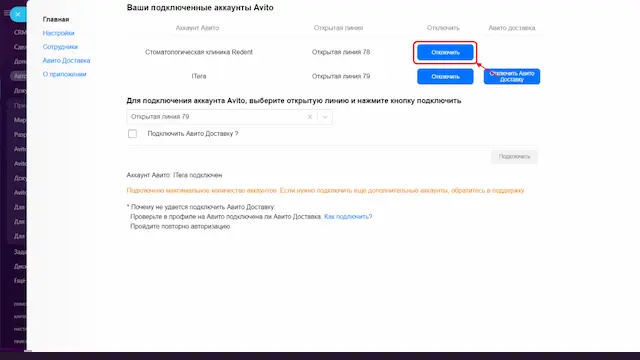 Ваши подключенные аккаунты Avito
Главная
Настройки
Сотрудники
Авито Доставка
О приложении
Аккаунт Авито Открытая линия Отключить Авито доставка
Стоматологическая клиника Redent Открытая линия 78 Отключить
ITera Открытая линия 79 Отключить Отключить Авито Доставку
Для подключения аккаунта Avito, выберите открытую линию и нажмите кнопку подключить
Открытая линия 79
Подключить Авито Доставку ?
Подключить
Аккаунт Авито: ITera подключен
Подключено максимальное количество аккаунтов. Если нужно подключить еще дополнительные аккаунты, обратитесь в поддержку
* Почему не удается подключить Авито Доставку:
Проверьте в профиле на Авито подключена ли Авито Доставка. Как подключить?
Пройдите повторно авторизацию
CRM
Авто
Доку
При
Мар
Разр
Avito
Avito
Доку
Avito
Для
Для
Для
Зада
Диск
Ещё